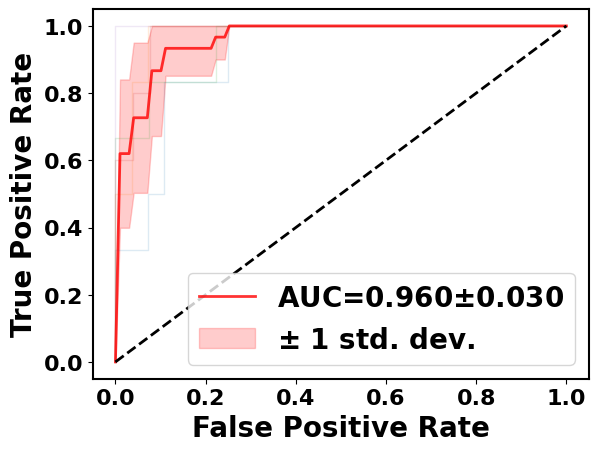 True Positive Rate
1.0
0.8
0.6
0.4
0.2
0.0
AUC=0.960±0.030
± 1 std. dev.
0.0 0.2 0.4 0.6 0.8 1.0
False Positive Rate